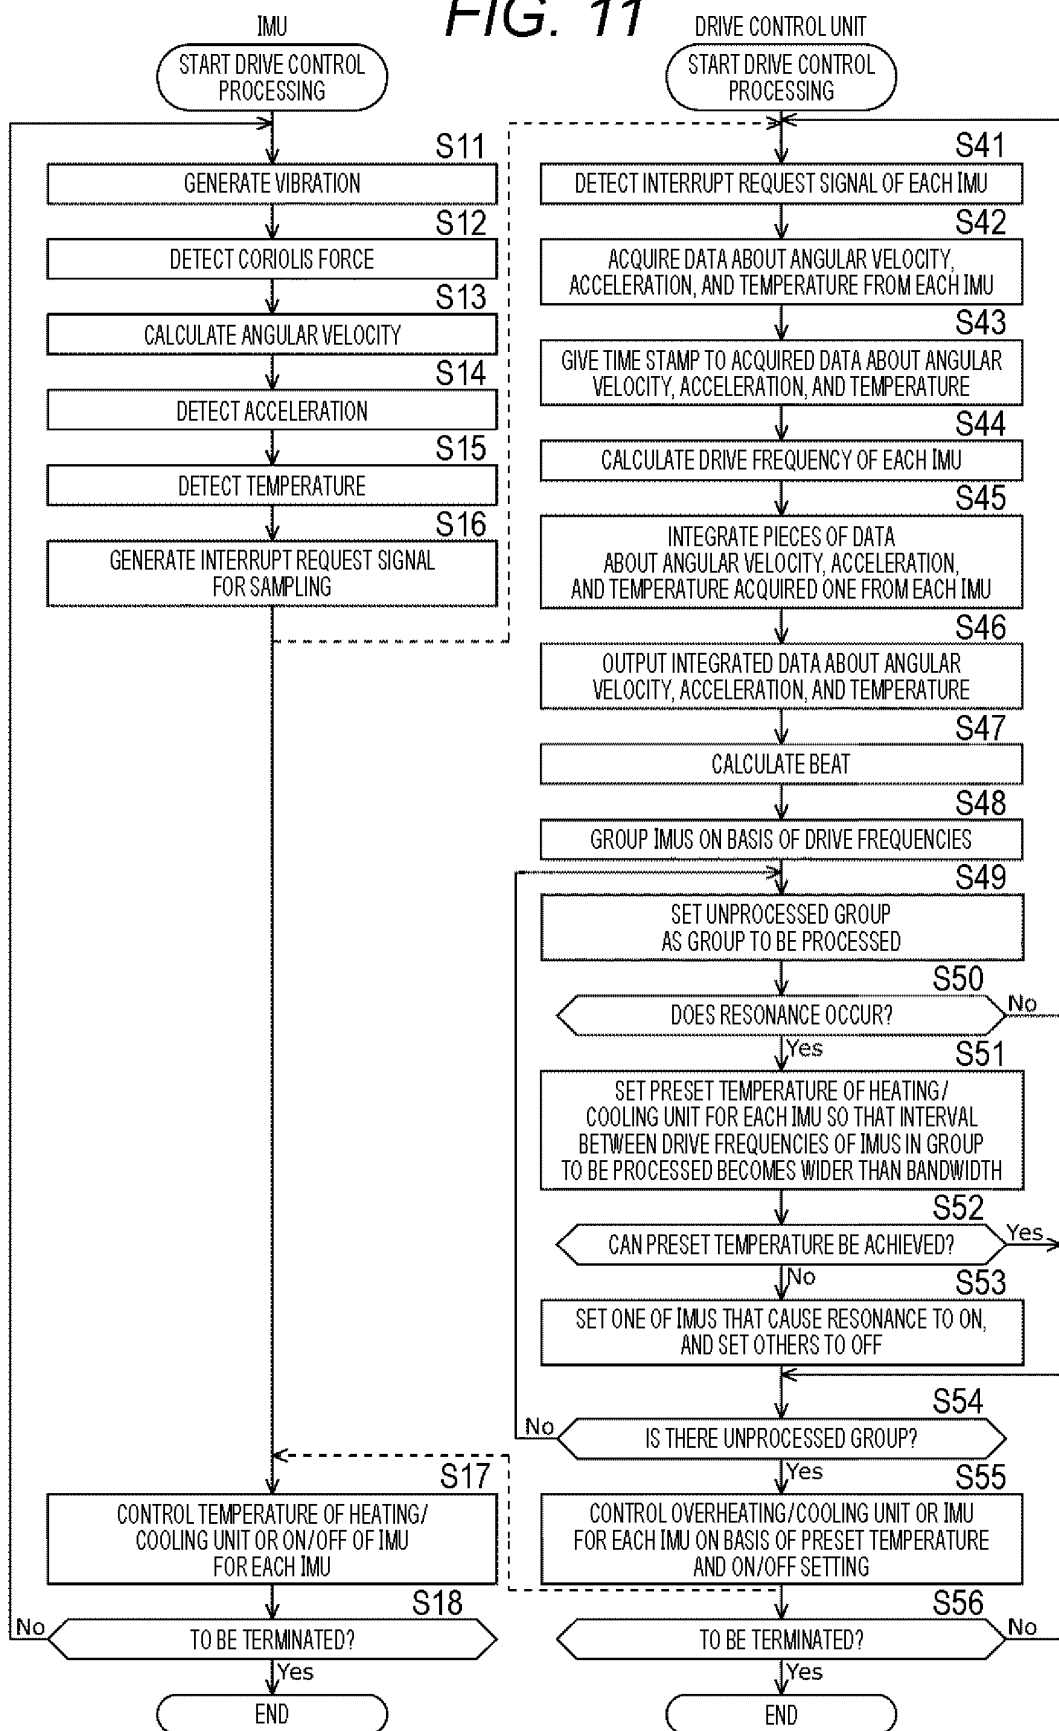 FIG. 11
IMU
START DRIVE CONTROL
PROCESSING
S11
GENERATE VIBRATION
S12
DETECT CORIOLIS FORCE
S13
CALCULATE ANGULAR VELOCITY
S14
DETECT ACCELERATION
S15
DETECT TEMPERATURE
S16
GENERATE INTERRUPT REQUEST SIGNAL
FOR SAMPLING
S17
CONTROL TEMPERATURE OF HEATING/
COOLING UNIT OR ON/OFF OF IMU
FOR EACH IMU
S18
No
TO BE TERMINATED?
Yes
END
DRIVE CONTROL UNIT
START DRIVE CONTROL
PROCESSING
S41
DETECT INTERRUPT REQUEST SIGNAL OF EACH IMU
S42
ACQUIRE DATA ABOUT ANGULAR VELOCITY,
ACCELERATION, AND TEMPERATURE FROM EACH IMU
S43
GIVE TIME STAMP TO ACQUIRED DATA ABOUT ANGULAR
VELOCITY, ACCELERATION, AND TEMPERATURE
S44
CALCULATE DRIVE FREQUENCY OF EACH IMU
S45
INTEGRATE PIECES OF DATA
ABOUT ANGULAR VELOCITY, ACCELERATION,
AND TEMPERATURE ACQUIRED ONE FROM EACH IMU
S46
OUTPUT INTEGRATED DATA ABOUT ANGULAR
VELOCITY, ACCELERATION, AND TEMPERATURE
S47
CALCULATE BEAT
S48
GROUP IMUS ON BASIS OF DRIVE FREQUENCIES
S49
SET UNPROCESSED GROUP
AS GROUP TO BE PROCESSED
S50
DOES RESONANCE OCCUR?
No
Yes
S51
SET PRESET TEMPERATURE OF HEATING/
COOLING UNIT FOR EACH IMU SO THAT INTERVAL
BETWEEN DRIVE FREQUENCIES OF IMUS IN GROUP
TO BE PROCESSED BECOMES WIDER THAN BANDWIDTH
S52
CAN PRESET TEMPERATURE BE ACHIEVED?
Yes
No
S53
SET ONE OF IMUS THAT CAUSE RESONANCE TO ON,
AND SET OTHERS TO OFF
S54
No
IS THERE UNPROCESSED GROUP?
Yes
S55
CONTROL OVERHEATING/COOLING UNIT OR IMU
FOR EACH IMU ON BASIS OF PRESET TEMPERATURE
AND ON/OFF SETTING
S56
TO BE TERMINATED?
No
Yes
END